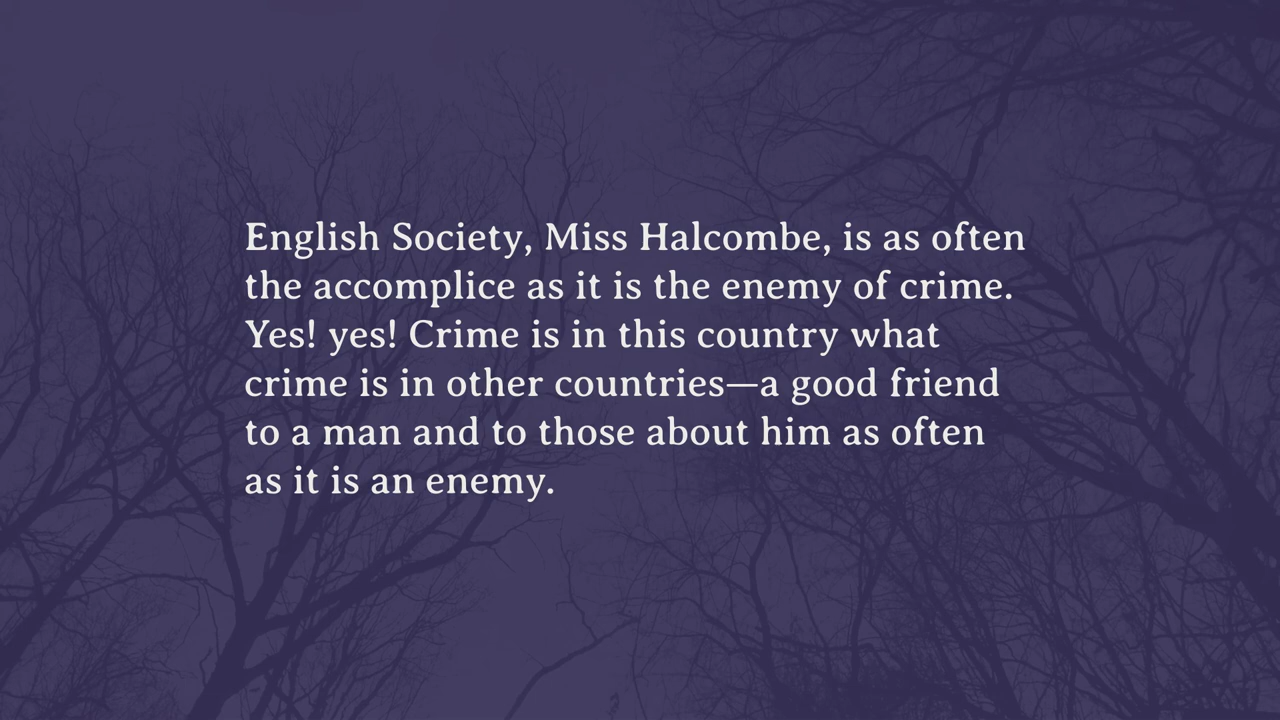 English Society, Miss Halcombe, is as often
the accomplice as it is the enemy of crime.
Yes! yes! Crime is in this country what
crime is in other countries—a good friend
to a man and to those about him as often
as it is an enemy.